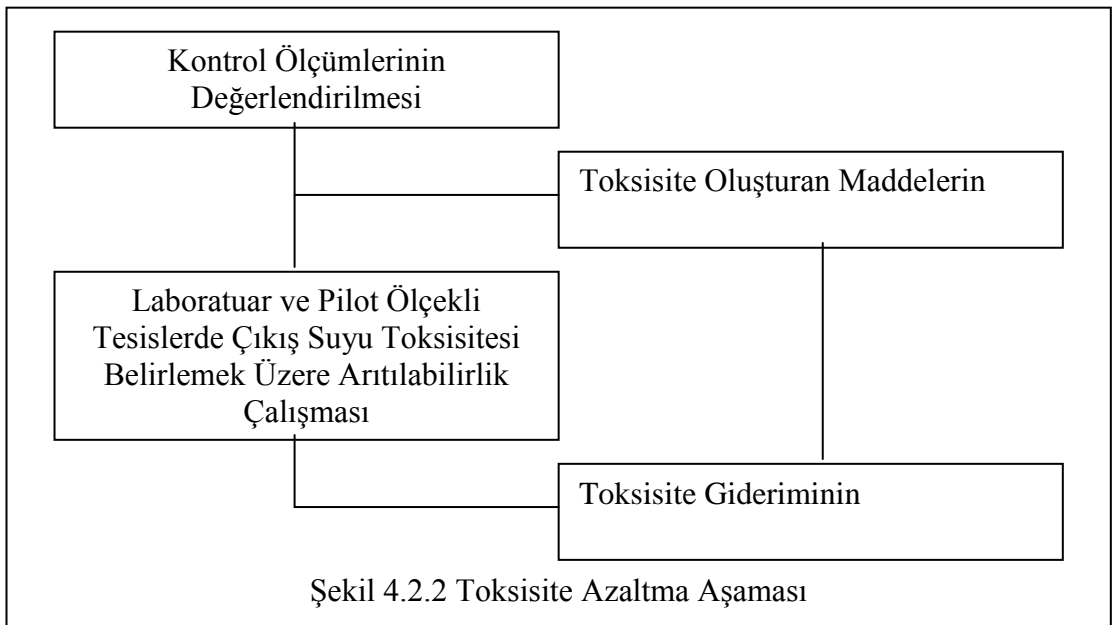 Kontrol Ölçümlerinin
Değerlendirilmesi
Toksisite Oluşturan Maddelerin
Laboratuar ve Pilot Ölçekli
Tesislerde Çıkış Suyu Toksisitesi
Belirlemek Üzere Arıtılabilirlik
Çalışması
Toksisite Gideriminin
Şekil 4.2.2 Toksisite Azaltma Aşaması